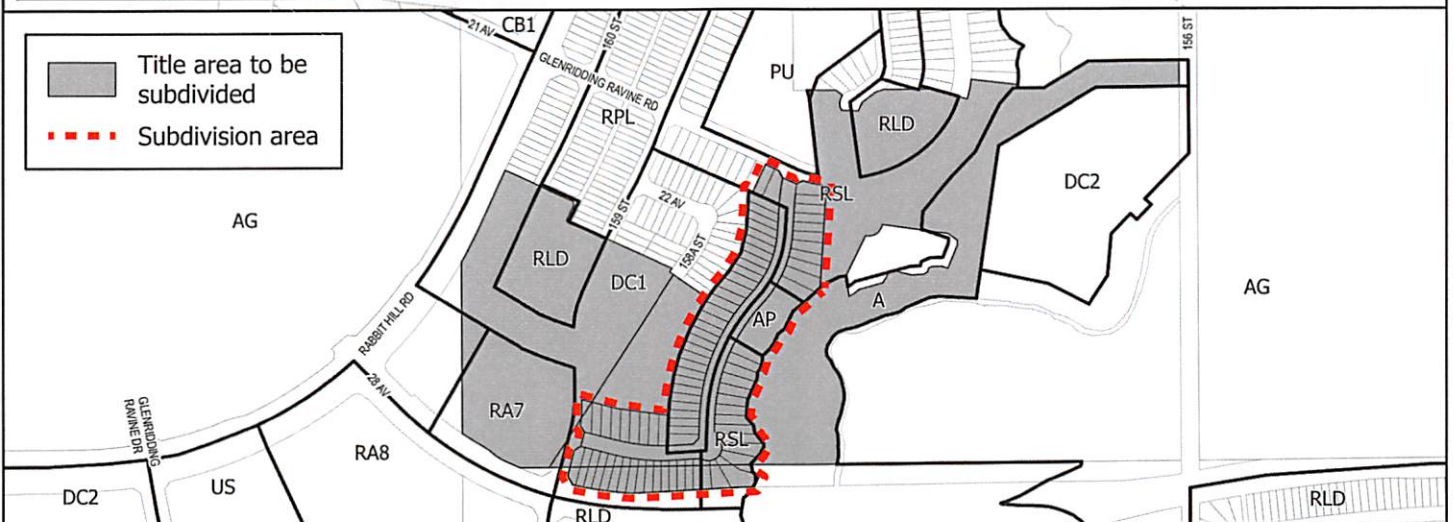 21 AV
CB1
160 ST
156 ST
GLENRIDDING RAVINE RD
PU
Title area to be
subdivided
Subdivision area
RPL
RLD
DC2
RSL
22 AV
159 ST
AG
158A ST
RLD
DC1
AG
A
AP
RABBIT HILL RD
28 AV
RA7
GLENRIDDING
RAVINE DR
RSL
RA8
US
DC2
RLD
RLD